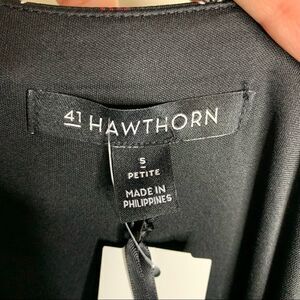 41 HAWTHORN
S
PETITE
MADE IN
PHILIPPINES